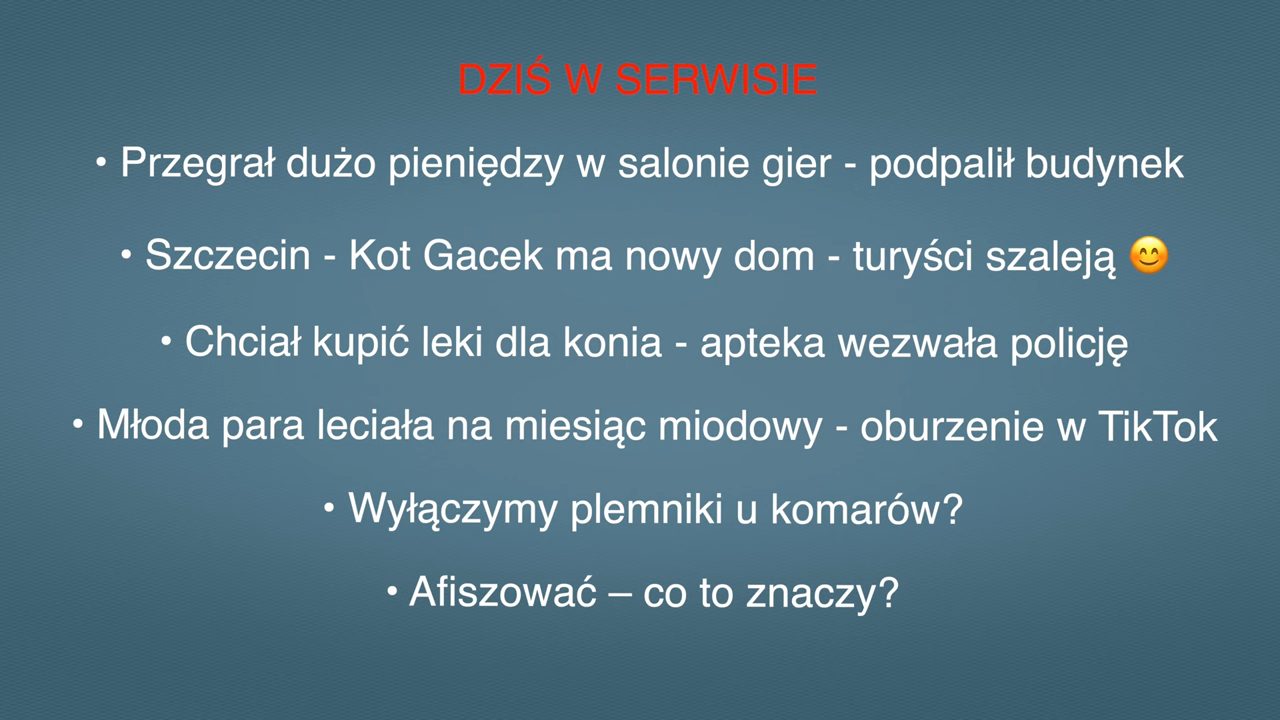 DZIŚ W SERWISIE
• Przegrał dużo pieniędzy w salonie gier - podpalił budynek
• Szczecin - Kot Gacek ma nowy dom - turyści szaleją 😊
• Chciał kupić leki dla konia - apteka wezwała policję
• Młoda para leciała na miesiąc miodowy - oburzenie w TikTok
• Wyłączymy plemniki u komarów?
• Afiszować – co to znaczy?